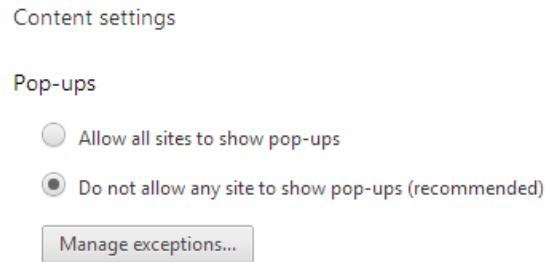 Content settings
Pop-ups
Allow all sites to show pop-ups
Do not allow any site to show pop-ups (recommended)
Manage exceptions...